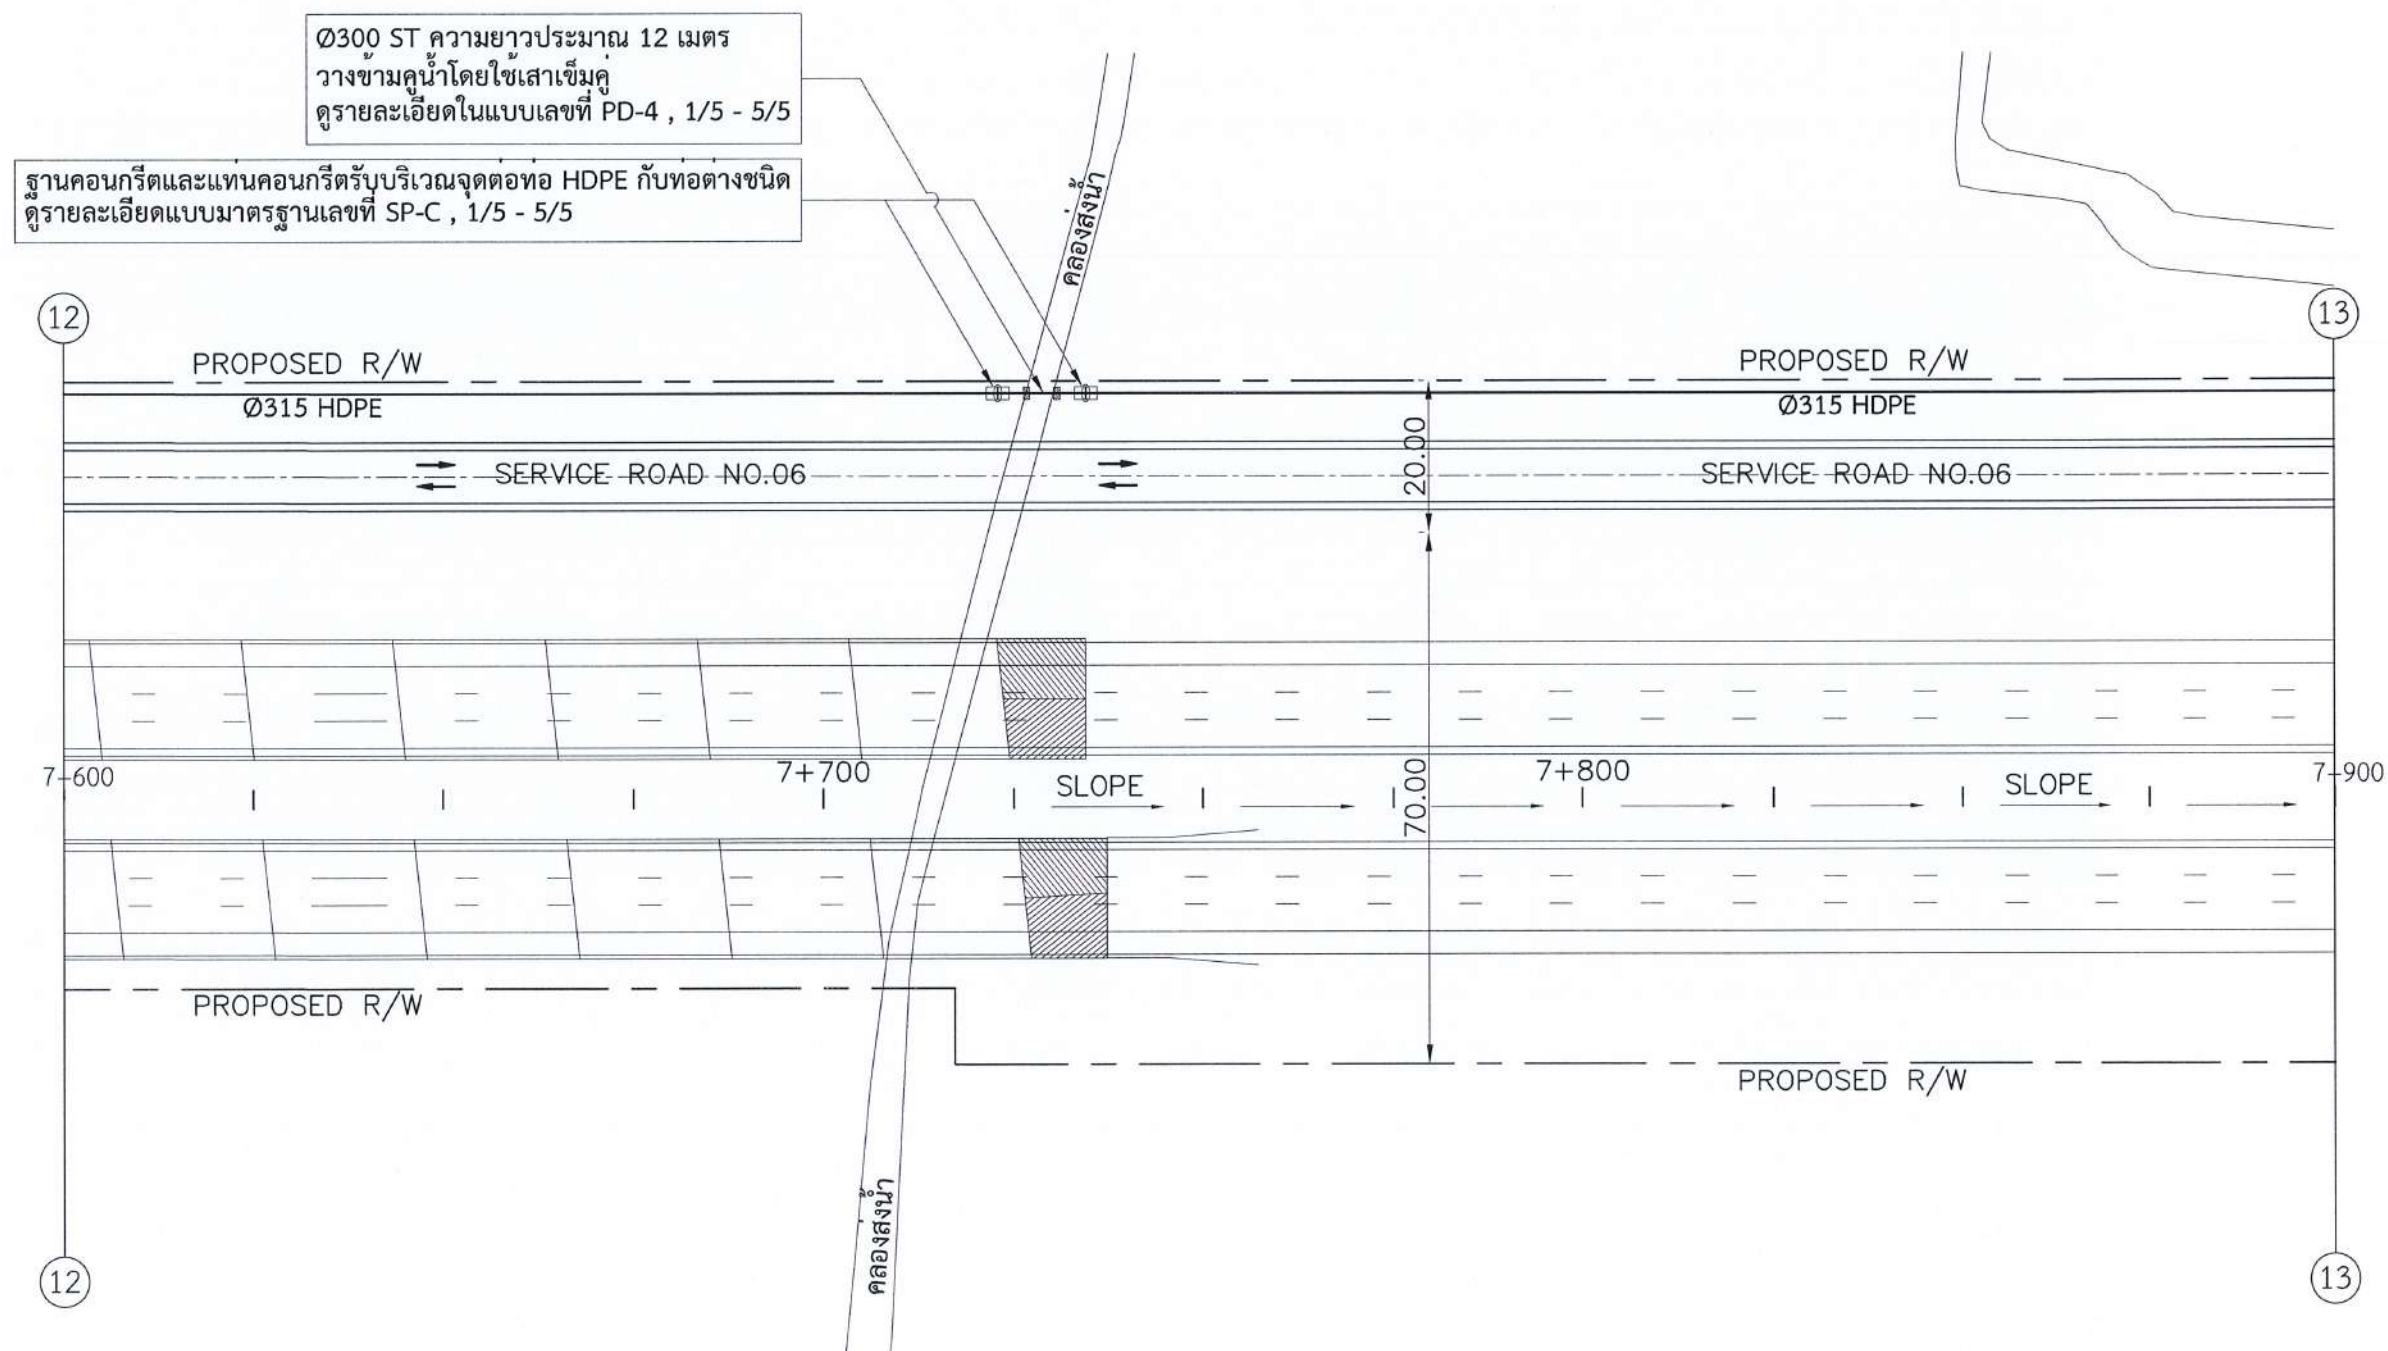 Ø300 ST ความยาวประมาณ 12 เมตร
วางข้ามคูน้ำโดยใช้เสาเข็มคู่
ดูรายละเอียดในแบบเลขที่ PD-4 , 1/5 - 5/5
ฐานคอนกรีตและแท่นคอนกรีตรับบริเวณจุดต่อท่อ HDPE กับท่อต่างชนิด
ดูรายละเอียดแบบมาตรฐานเลขที่ SP-C , 1/5 - 5/5
คลองส่งน้ำ
12
13
PROPOSED R/W
PROPOSED R/W
Ø315 HDPE
Ø315 HDPE
20.00
SERVICE ROAD NO.06
SERVICE ROAD NO.06
7+600
7+700
7+800
7+900
SLOPE
SLOPE
70.00
PROPOSED R/W
PROPOSED R/W
คลองส่งน้ำ
12
13